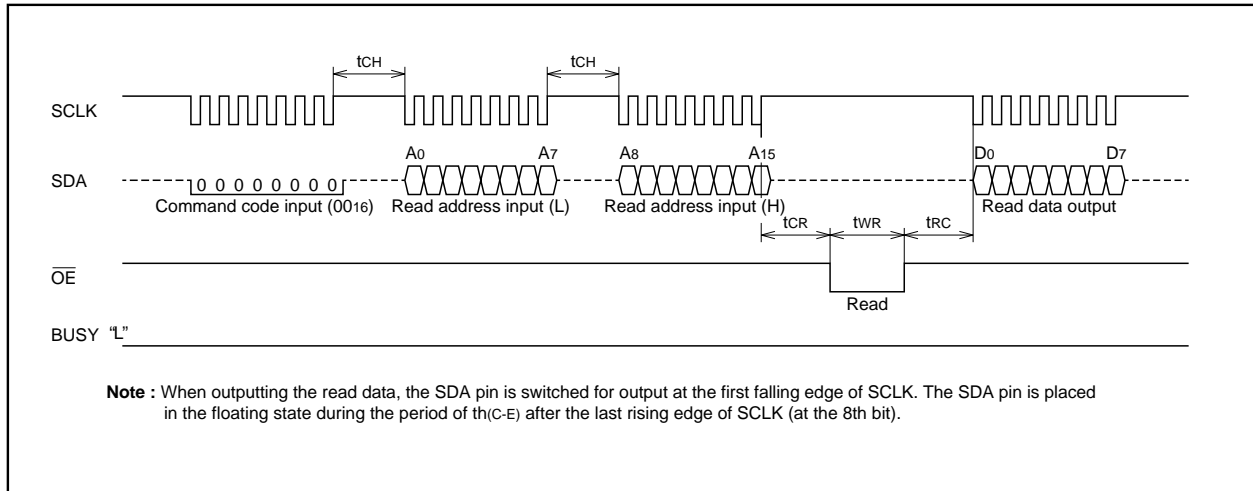 tCH tCH
SCLK
A0 A7 A8 A15 D0 D7
SDA 0 0 0 0 0 0 0 0
Command code input (0016) Read address input (L) Read address input (H) Read data output
tCR tWR tRC
OE
Read
BUSY “L”
Note : When outputting the read data, the SDA pin is switched for output at the first falling edge of SCLK. The SDA pin is placed
in the floating state during the period of th(C-E) after the last rising edge of SCLK (at the 8th bit).